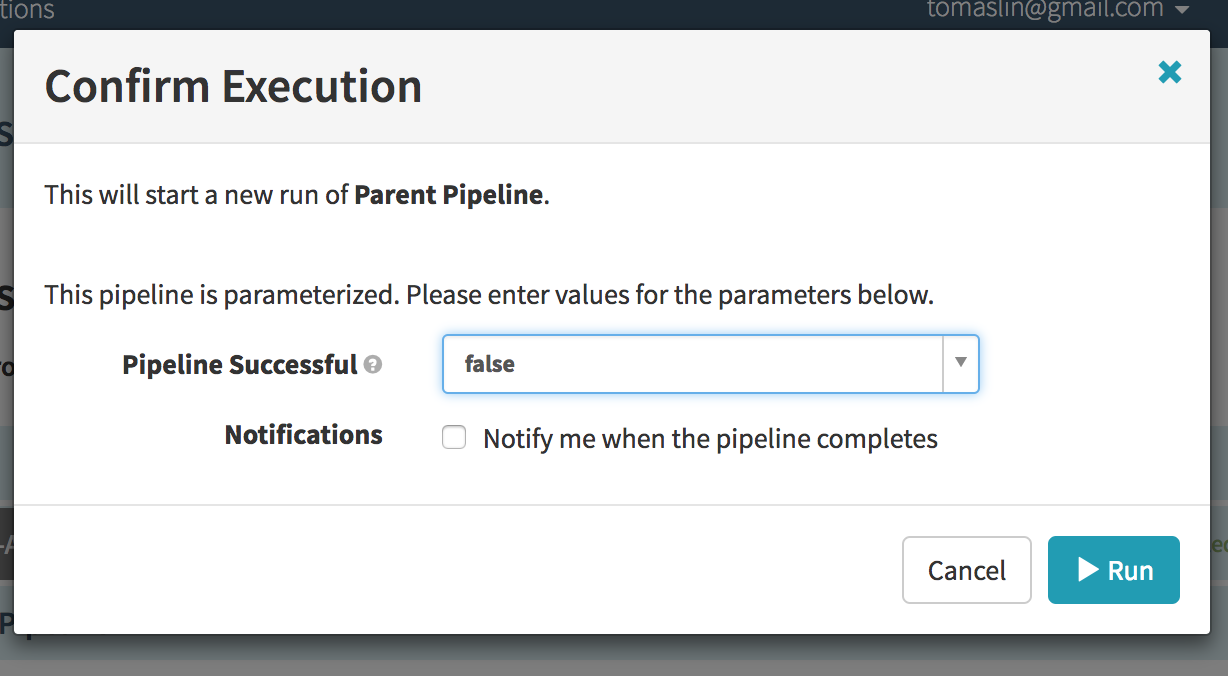 tions
tomaslin@gmail.com
Confirm Execution
This will start a new run of Parent Pipeline.
This pipeline is parameterized. Please enter values for the parameters below.
Pipeline Successful ?
false
Notifications
Notify me when the pipeline completes
Cancel
Run